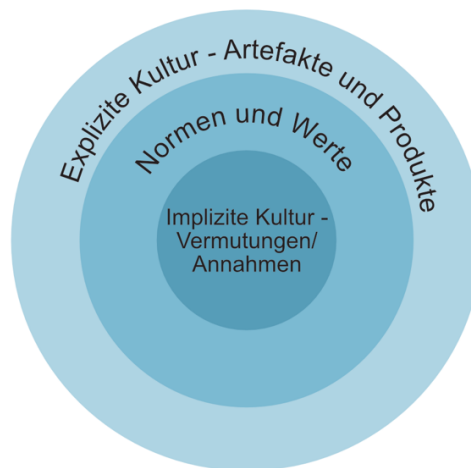 Explizite Kultur - Artefakte und Produkte
Normen und Werte
Implizite Kultur -
Vermutungen/
Annahmen